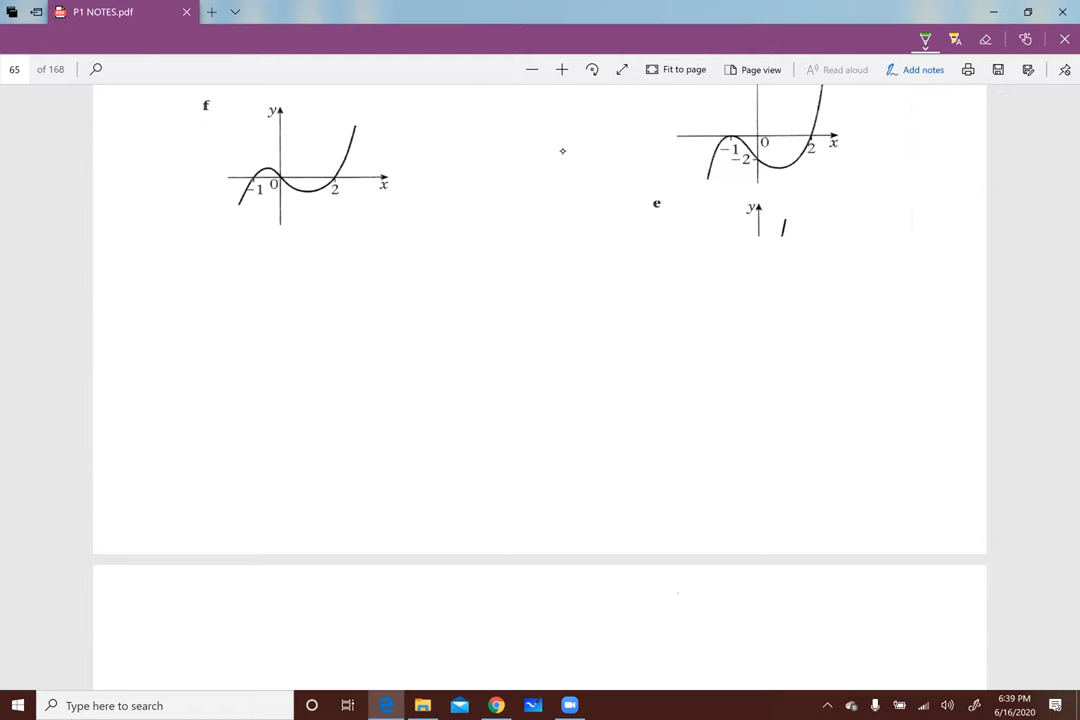 P1 NOTES.pdf
65 of 168
Fit to page
Page view
Read aloud
Add notes
f
y
-1
0
2
x
0
-1
-2
2
x
e
y
Type here to search
6:39 PM
6/16/2020